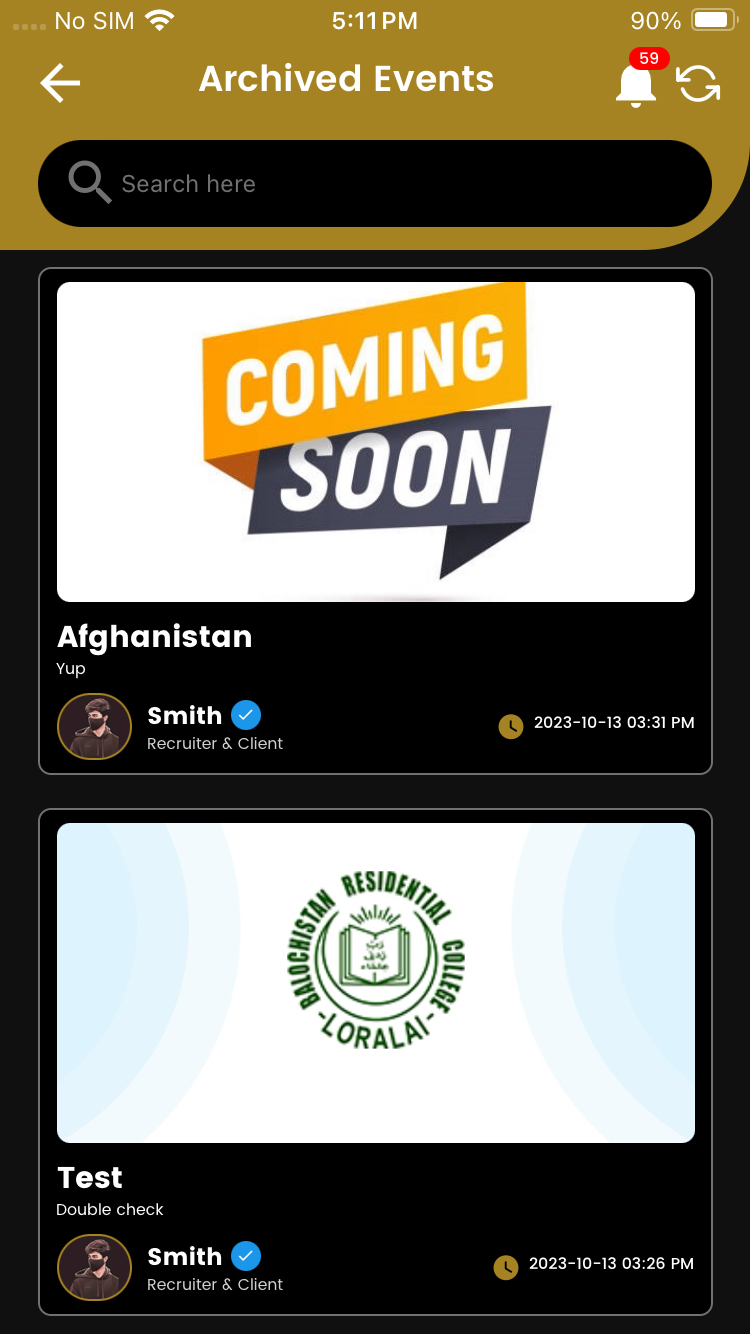 No SIM 5:11 PM 90%
59
Archived Events
Search here
COMING
SOON
Afghanistan
Yup
Smith
Recruiter & Client
2023-10-13 03:31 PM
BALOCHISTAN RESIDENTIAL COLLEGE
-LORALAI-
Test
Double check
Smith
Recruiter & Client
2023-10-13 03:26 PM